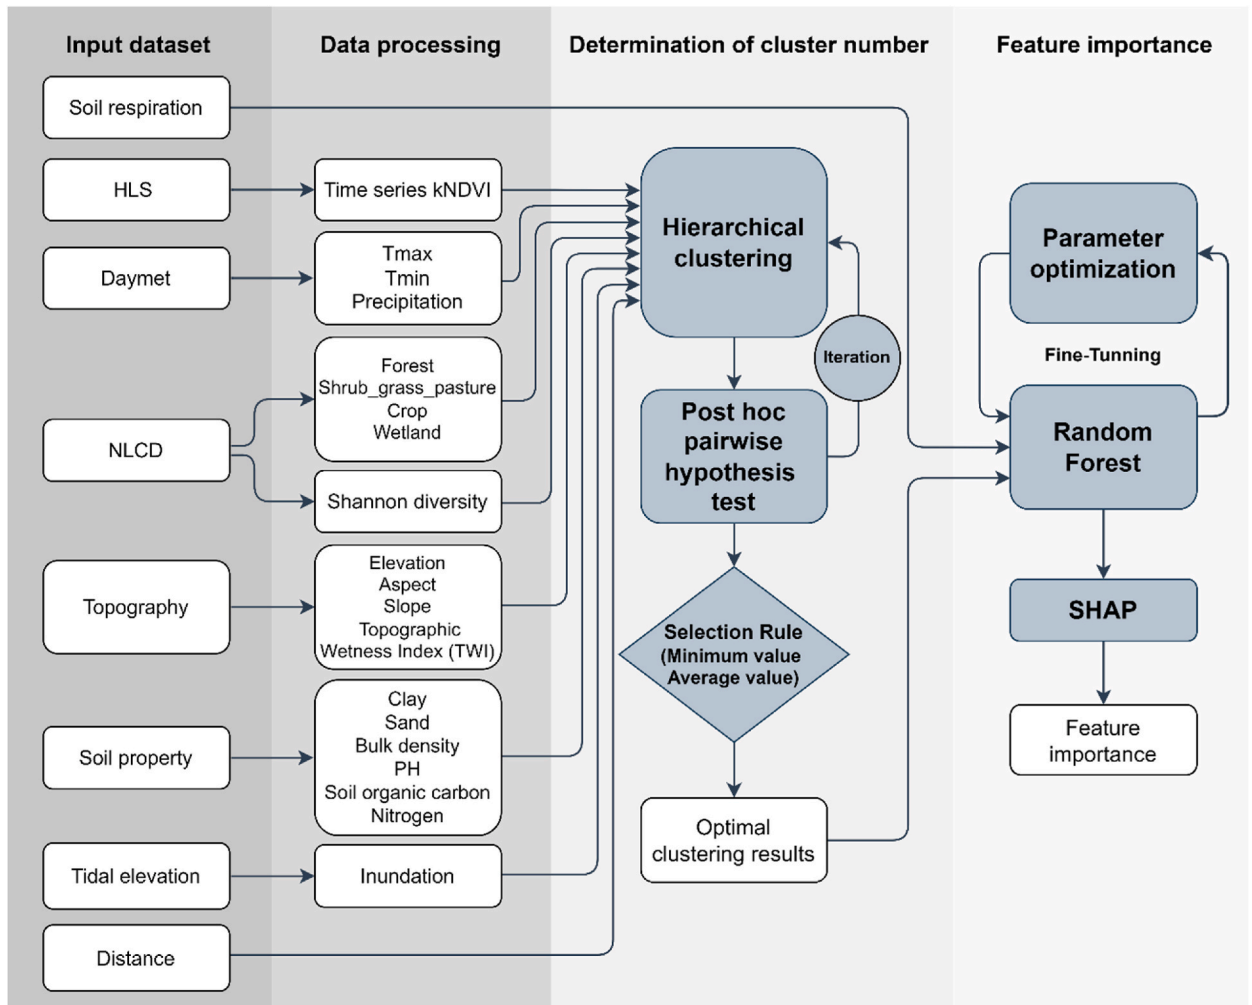 Input dataset
Data processing
Determination of cluster number
Feature importance
Soil respiration
HLS
Daymet
NLCD
Topography
Soil property
Tidal elevation
Distance
Time series kNDVI
Tmax
Tmin
Precipitation
Forest
Shrub_grass_pasture
Crop
Wetland
Shannon diversity
Elevation
Aspect
Slope
Topographic
Wetness Index (TWI)
Clay
Sand
Bulk density
PH
Soil organic carbon
Nitrogen
Inundation
Hierarchical
clustering
Iteration
Post hoc
pairwise
hypothesis
test
Selection Rule
(Minimum value
Average value)
Optimal
clustering results
Parameter
optimization
Fine-Tunning
Random
Forest
SHAP
Feature
importance